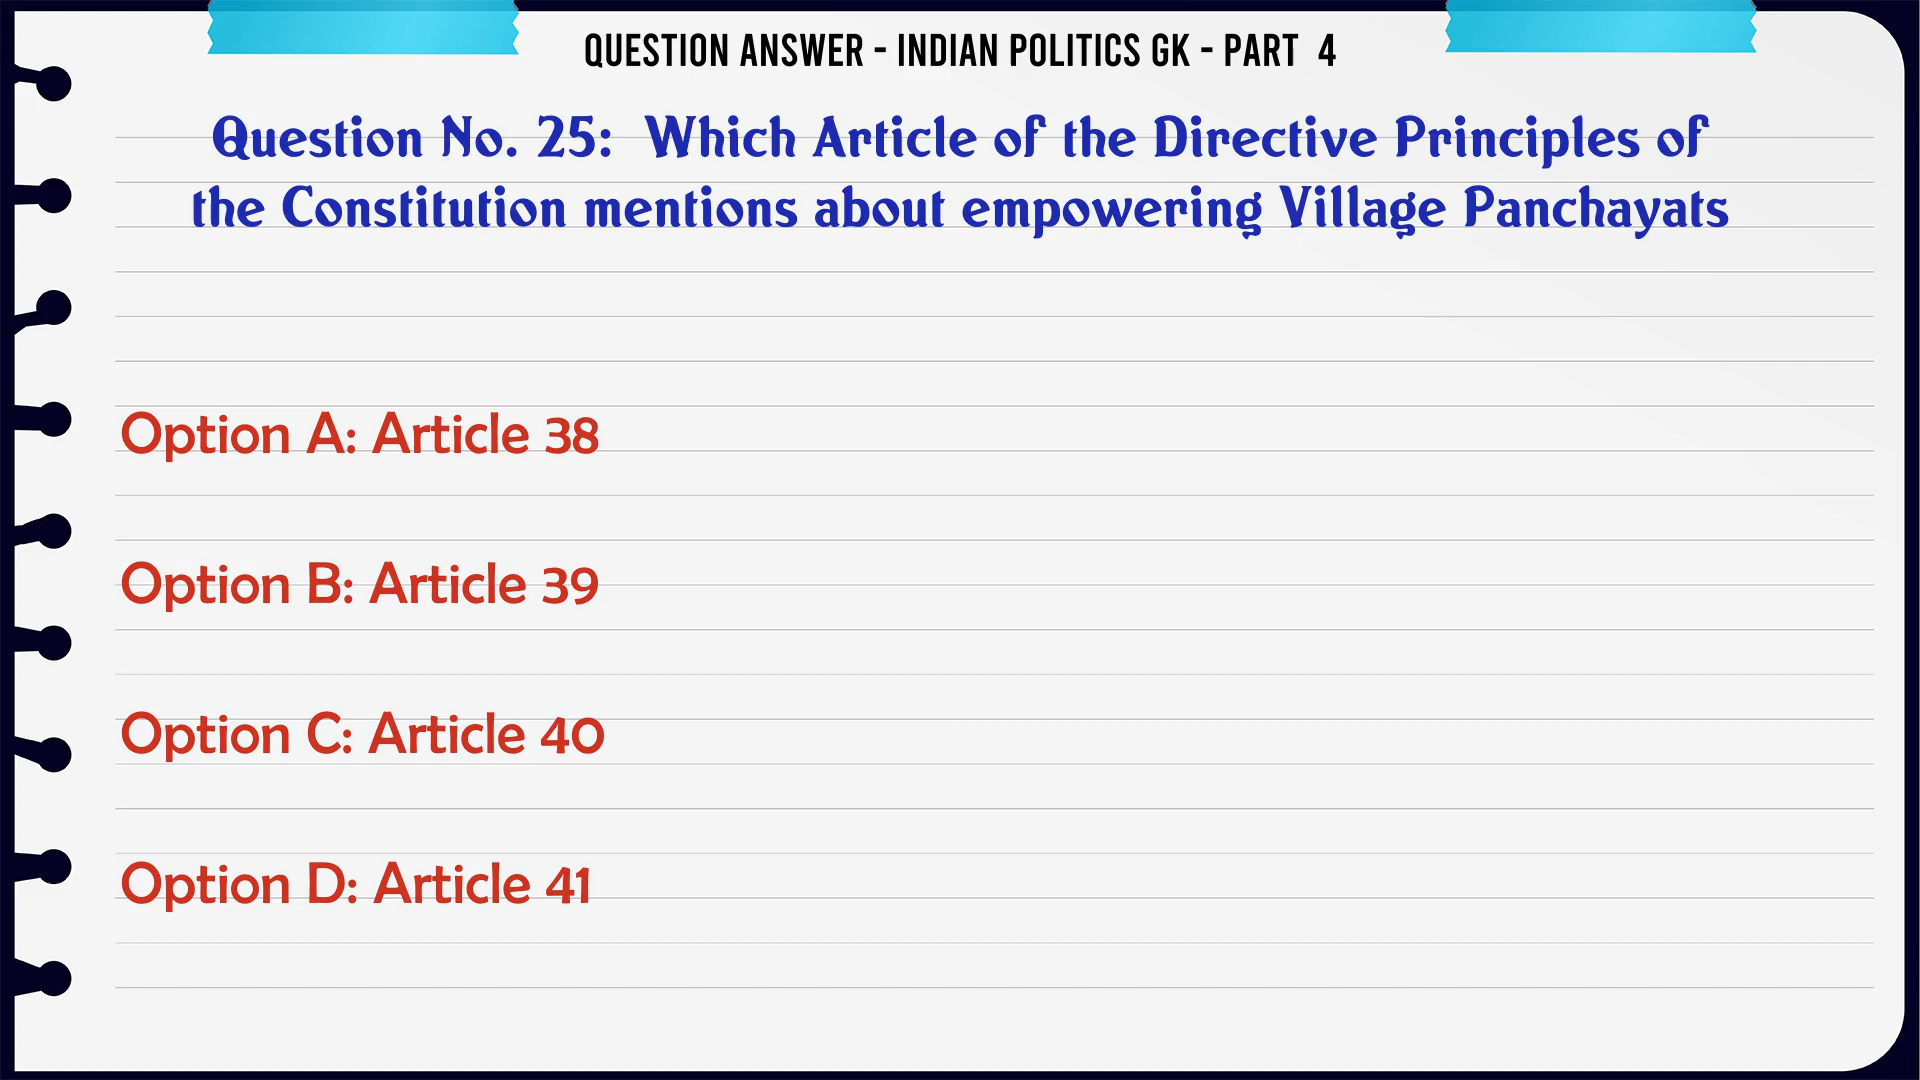 QUESTION ANSWER - INDIAN POLITICS GK - PART 4
Question No. 25: Which Article of the Directive Principles of
the Constitution mentions about empowering Village Panchayats
Option A: Article 38
Option B: Article 39
Option C: Article 40
Option D: Article 41